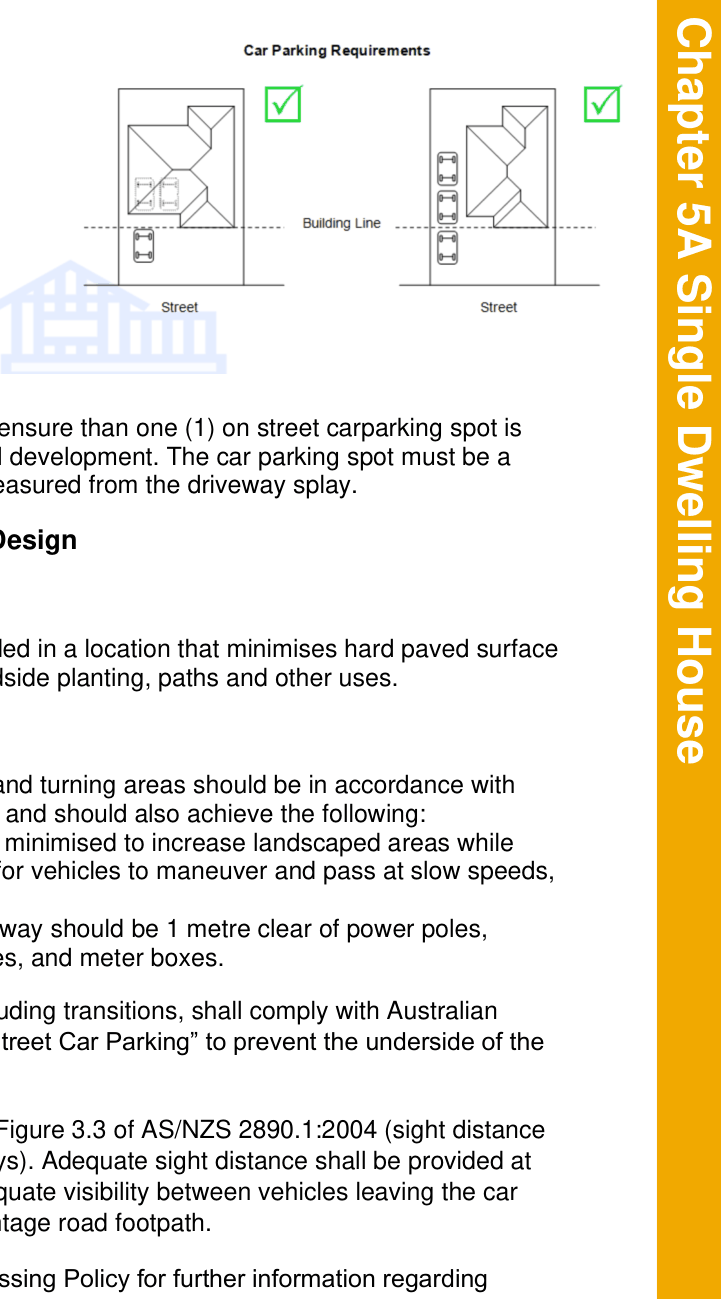 Car Parking Requirements
Building Line
Street
Street
ensure than one (1) on street carparking spot is
development. The car parking spot must be a
easured from the driveway splay.
Design
led in a location that minimises hard paved surface
dside planting, paths and other uses.
and turning areas should be in accordance with
and should also achieve the following:
minimised to increase landscaped areas while
for vehicles to maneuver and pass at slow speeds,
way should be 1 metre clear of power poles,
es, and meter boxes.
uding transitions, shall comply with Australian
treet Car Parking” to prevent the underside of the
Figure 3.3 of AS/NZS 2890.1:2004 (sight distance
ys). Adequate sight distance shall be provided at
quate visibility between vehicles leaving the car
ntage road footpath.
ssing Policy for further information regarding
Chapter 5A Single Dwelling House